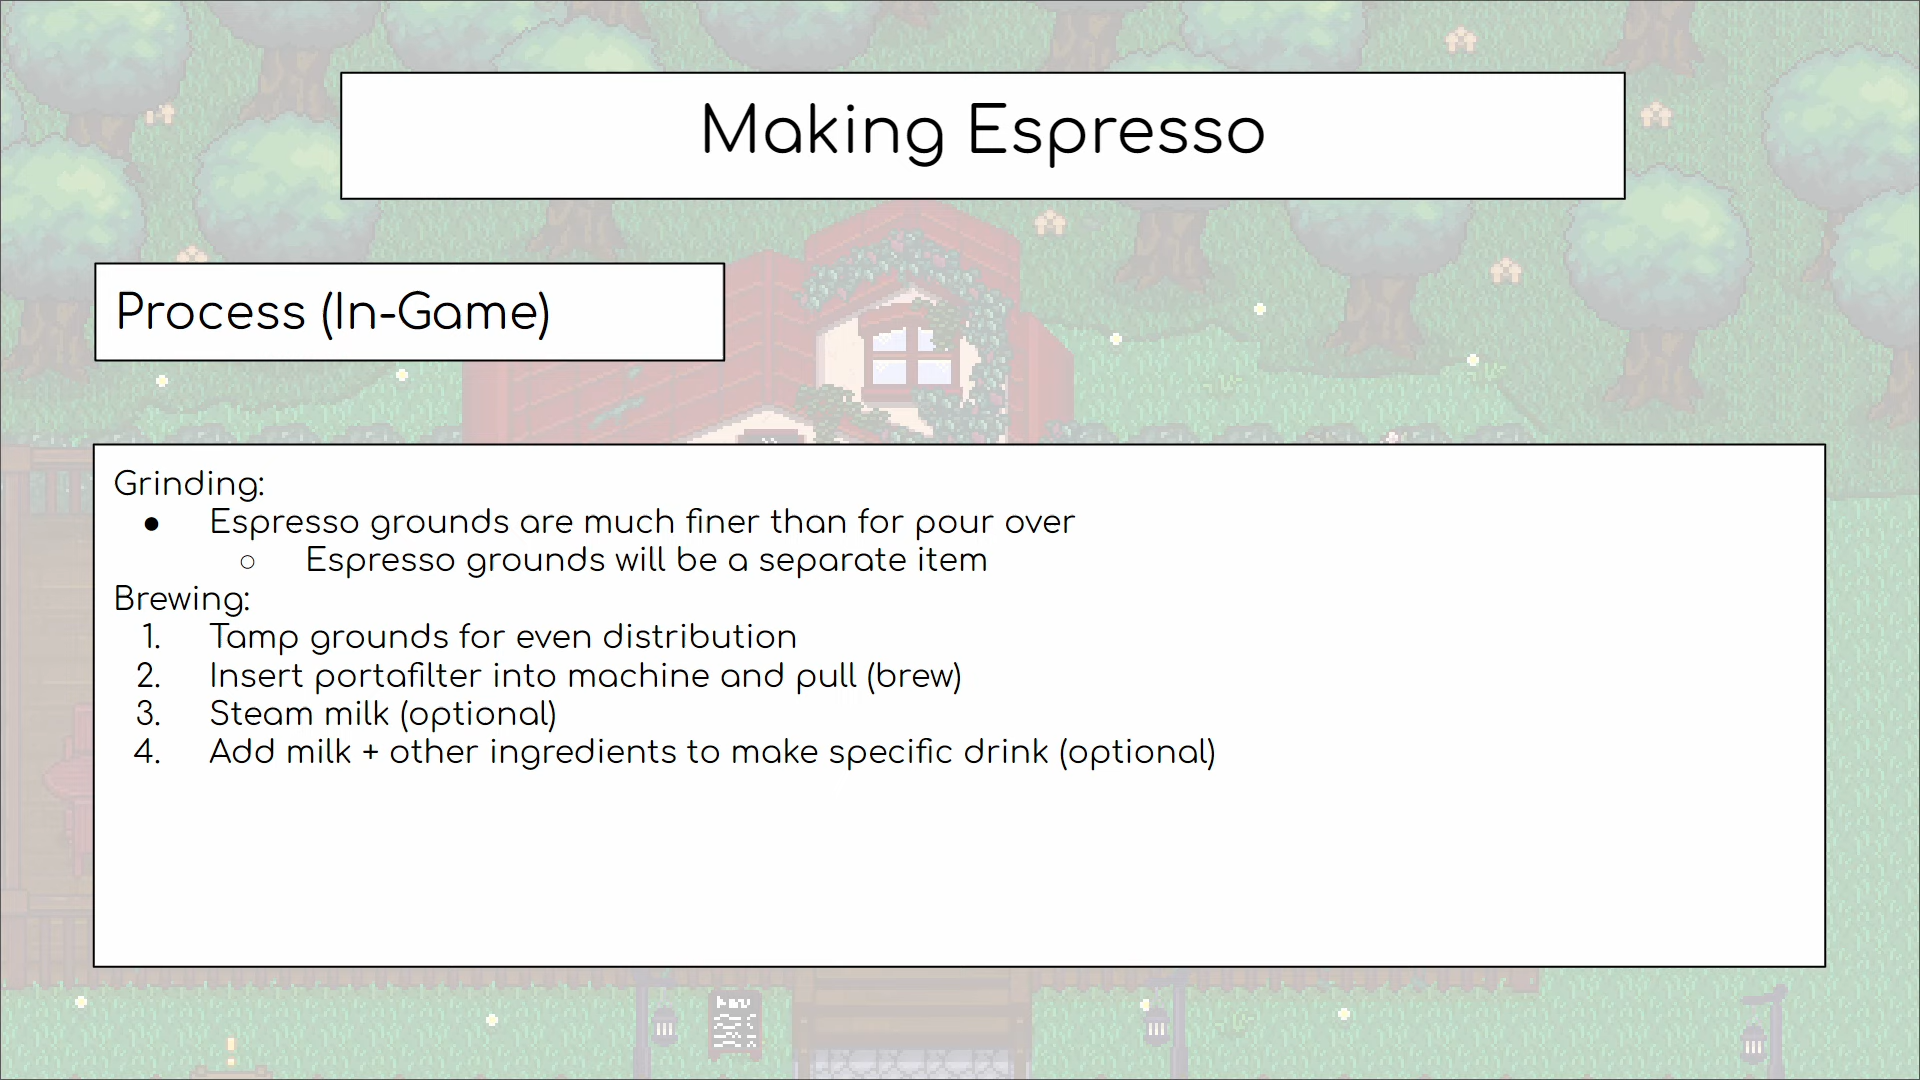 Making Espresso
Process (In-Game)
Grinding:
● Espresso grounds are much finer than for pour over
○ Espresso grounds will be a separate item
Brewing:
1. Tamp grounds for even distribution
2. Insert portafilter into machine and pull (brew)
3. Steam milk (optional)
4. Add milk + other ingredients to make specific drink (optional)